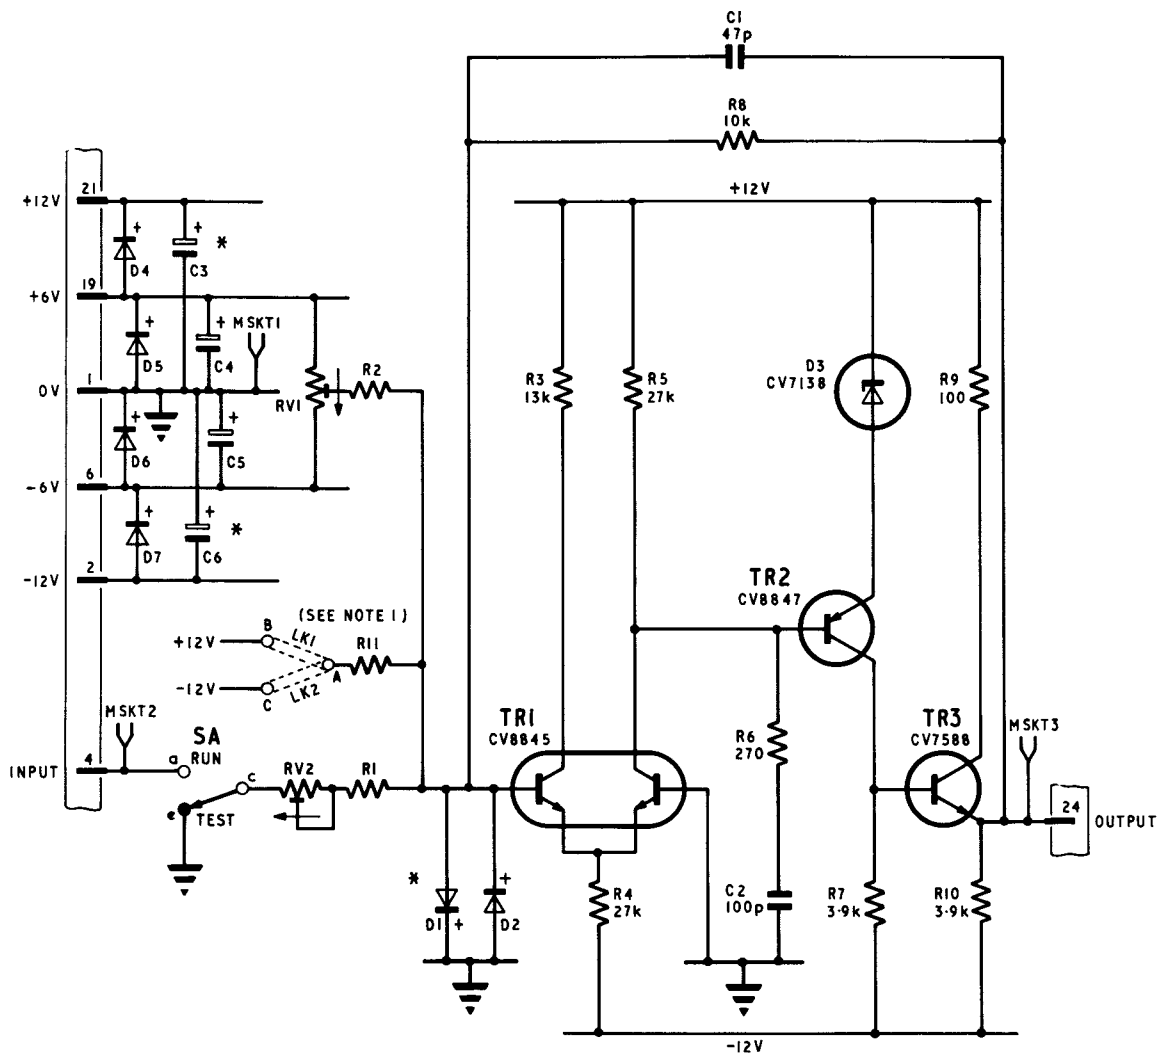 C1
47p
R8
10k
+12V
21
+12V
+
+
*
D4
C3
19
+6V
+
+
MSKT1
D5
C4
1
0V
RV1
R2
+
+
D6
C5
6
-6V
+
+
*
D7
C6
2
-12V
R3
13k
R5
27k
D3
CV7138
R9
100
(SEE NOTE 1)
B
+12V
LK1
R11
A
-12V
LK2
C
TR2
CV8847
MSKT2
SA
a
RUN
4
INPUT
c
RV2
R1
e
TEST
TR1
CV8845
R6
270
TR3
CV7588
MSKT3
24
OUTPUT
*
+
D1
+
D2
R4
27k
C2
100p
R7
3·9k
R10
3·9k
-12V